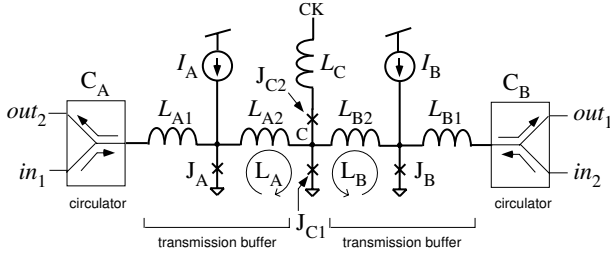 CK
I_A L_C I_B
C_A J_C2 C_B
out_2 L_A1 L_A2 L_B2 L_B1 out_1
C
in_1 J_A L_A L_B J_B in_2
circulator J_C1 circulator
transmission buffer transmission buffer